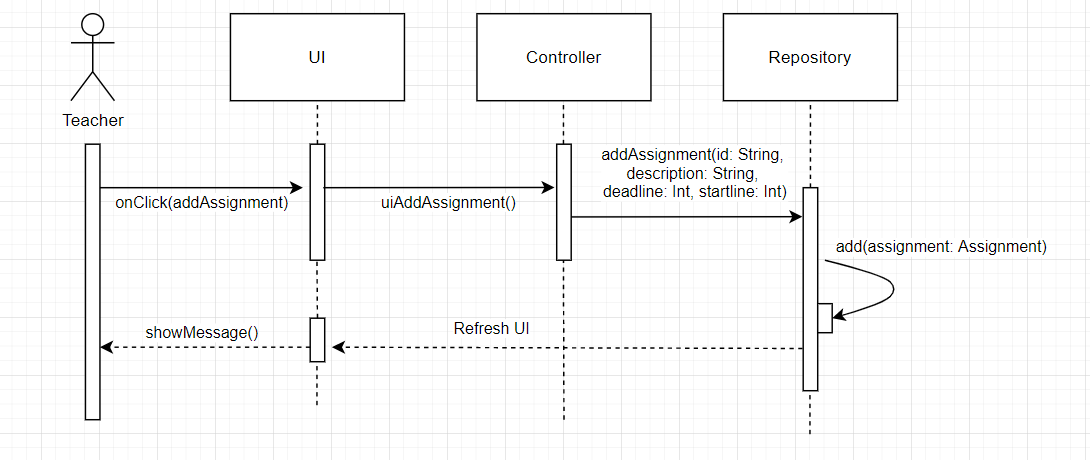 UI
Controller
Repository
Teacher
addAssignment(id: String,
description: String,
deadline: Int, startline: Int)
onClick(addAssignment)
uiAddAssignment()
add(assignment: Assignment)
showMessage()
Refresh UI